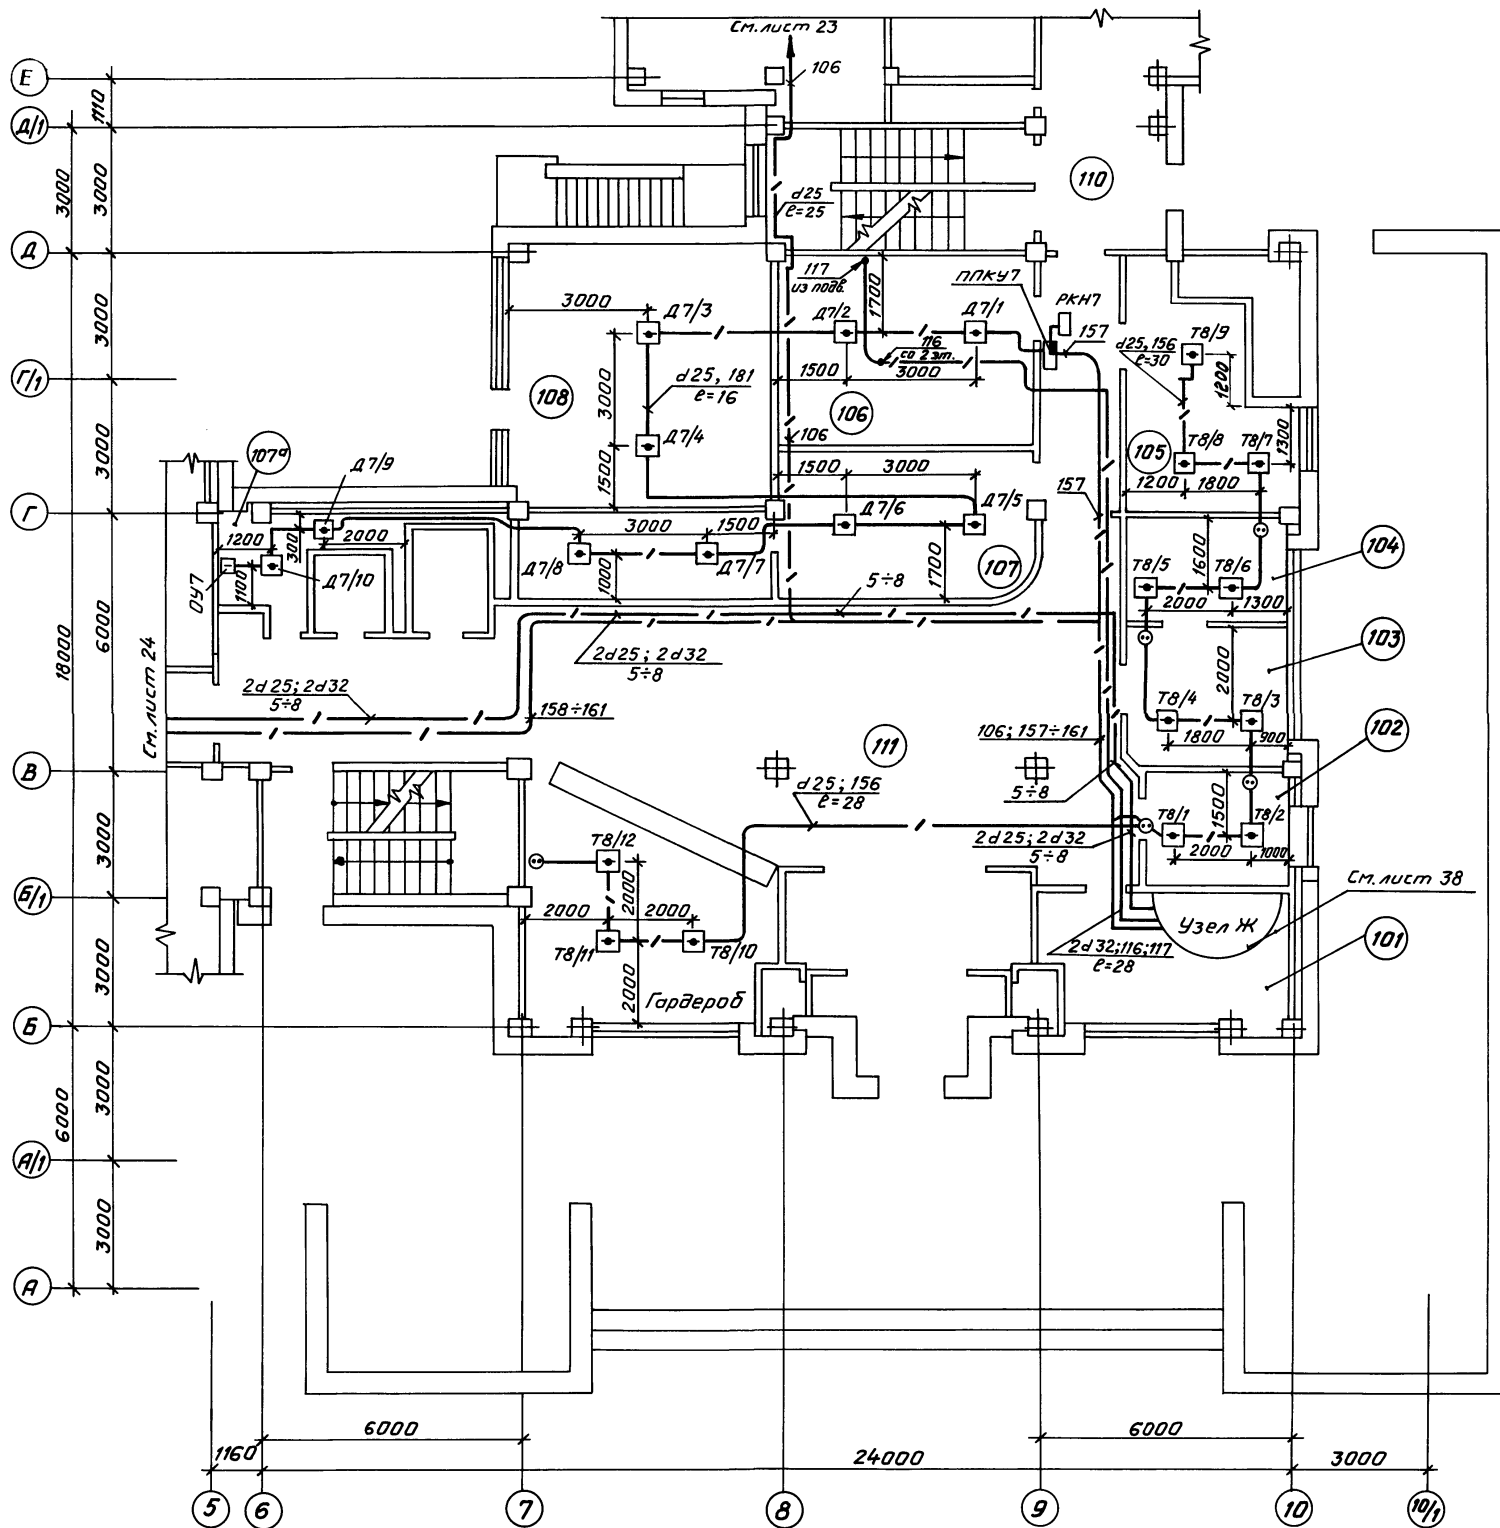 См. лист 23
Е
106
1110
Д/1
3000
3000
110
d25
ℓ=25
Д
117
из подв.
1700
ППКУ7
РКН7
3000
Д7/3
Д7/2
Д7/1
157
Т8/9
d25, 156
ℓ=30
116
со 2 эт.
3000
1200
Г/1
1500
3000
d25, 181
ℓ=16
108
3000
106
1300
Д7/4
106
105
Т8/8
Т8/7
107а
Д7/9
3000
1500
1500
3000
1200
1800
157
Г
Д7/6
Д7/5
1200
300
2000
3000
1500
1600
104
ОУ7
1100
Д7/10
Д7/8
1000
Д7/7
1700
107
Т8/5
Т8/6
5÷8
2000
1300
18000
6000
103
2d25; 2d32
5÷8
2000
См. лист 24
2d25; 2d32
5÷8
158÷161
Т8/4
Т8/3
111
106; 157÷161
1800
900
102
В
d25; 156
ℓ=28
5÷8
1500
Т8/1
Т8/2
3000
Т8/12
2d25; 2d32
5÷8
2000
1000
2000
См. лист 38
Б/1
2000
2000
Узел Ж
Т8/11
Т8/10
2d32; 116; 117
ℓ=28
101
3000
2000
Гардероб
Б
3000
6000
А/1
3000
А
6000
6000
1160
24000
3000
5
6
7
8
9
10
10/1